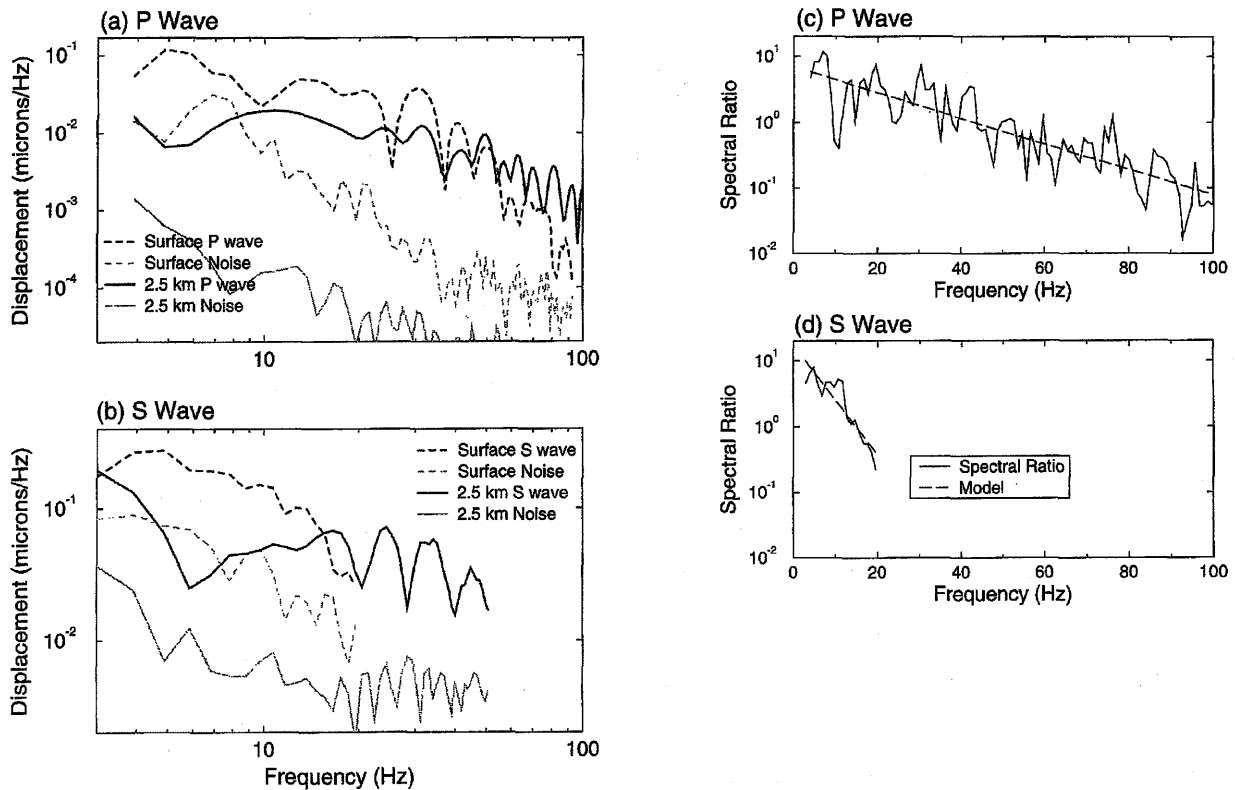 (a) P Wave
10^-1
10^-2
10^-3
10^-4
Displacement (microns/Hz)
Surface P wave
Surface Noise
2.5 km P wave
2.5 km Noise
10
100
(b) S Wave
10^-1
10^-2
Displacement (microns/Hz)
Surface S wave
Surface Noise
2.5 km S wave
2.5 km Noise
10
100
Frequency (Hz)
(c) P Wave
10^1
10^0
10^-1
10^-2
Spectral Ratio
0 20 40 60 80 100
Frequency (Hz)
(d) S Wave
10^1
10^0
10^-1
10^-2
Spectral Ratio
Spectral Ratio
Model
0 20 40 60 80 100
Frequency (Hz)